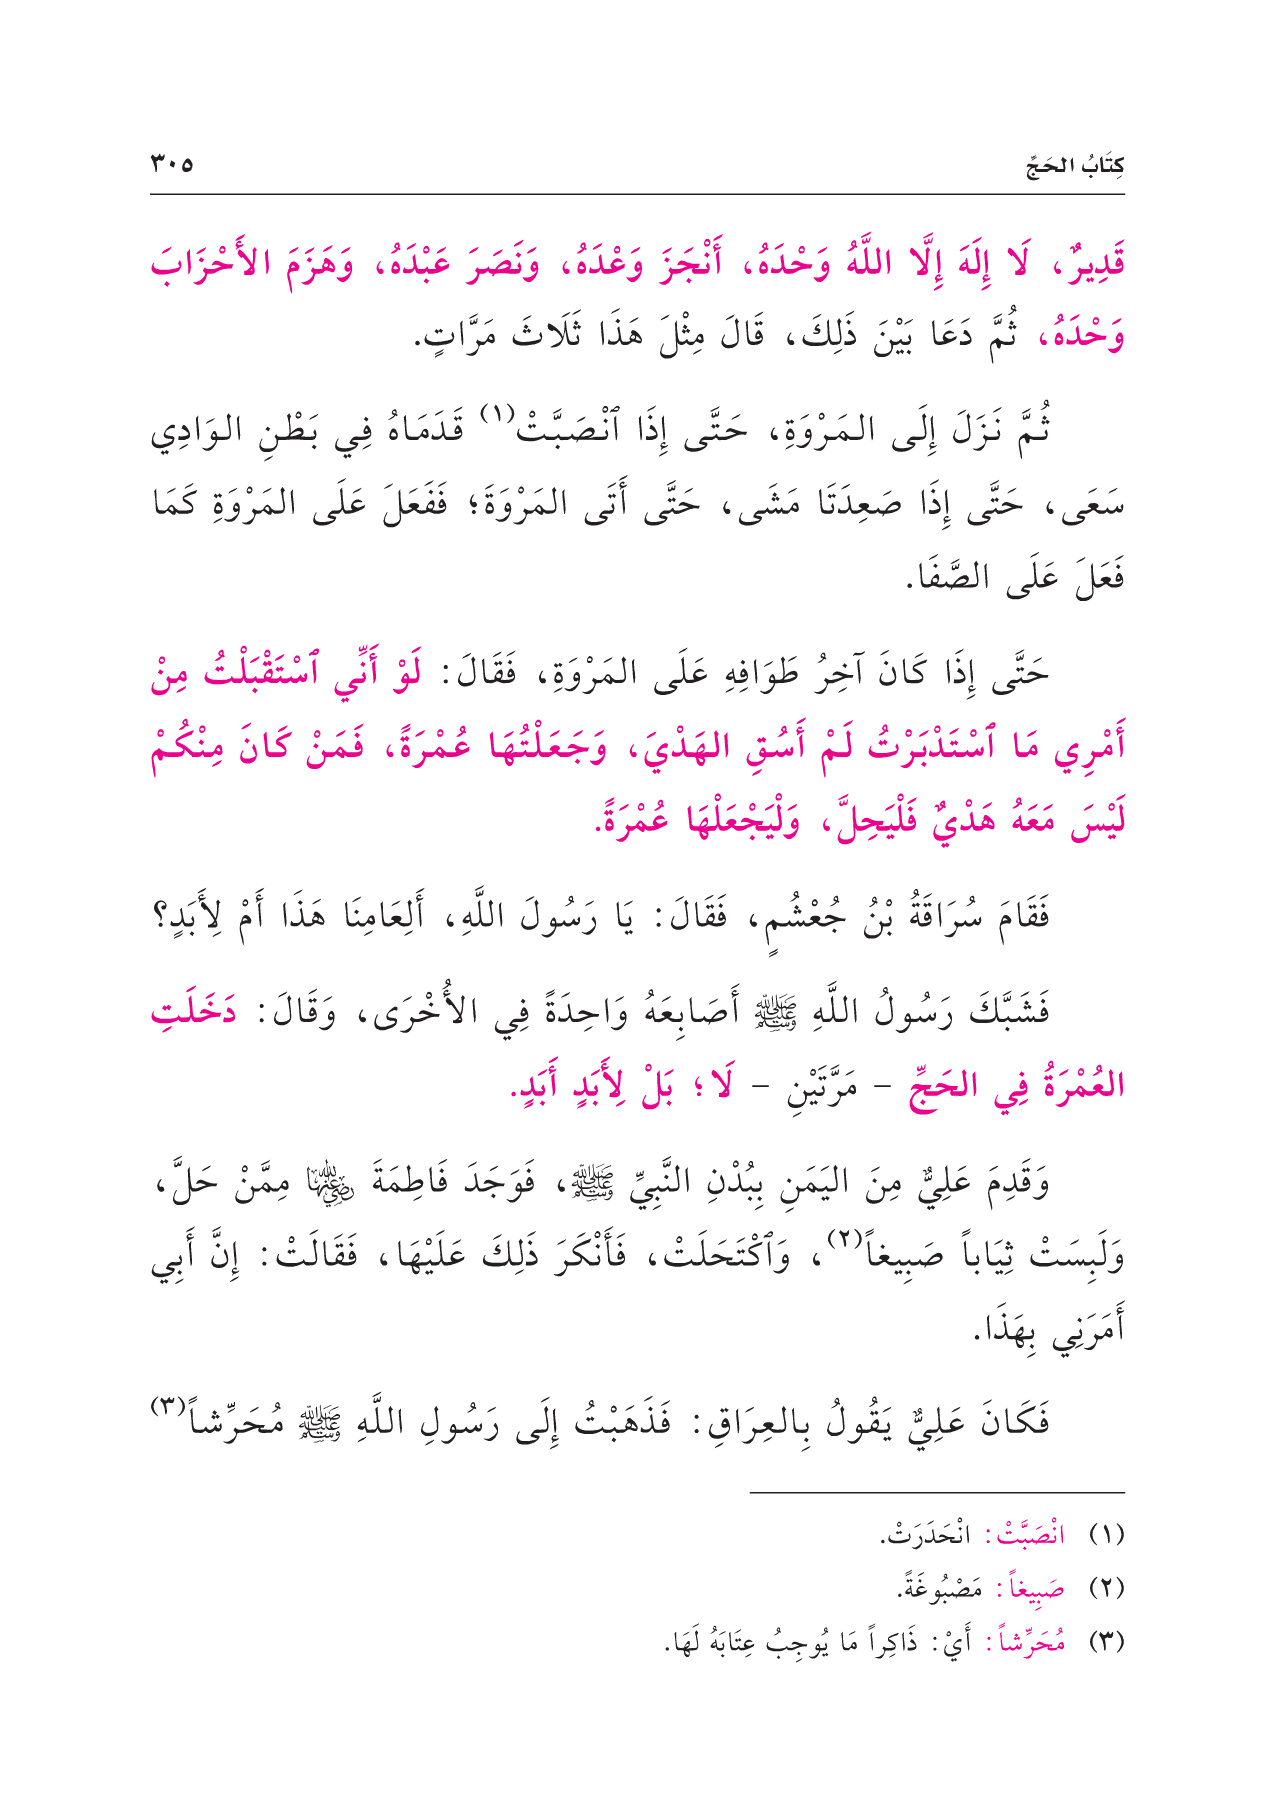 كِتَابُ الحَجِّ ٣٠٥
قَدِيرٌ، لَا إِلَهَ إِلَّا اللَّهُ وَحْدَهُ، أَنْجَزَ وَعْدَهُ، وَنَصَرَ عَبْدَهُ، وَهَزَمَ الأَحْزَابَ
وَحْدَهُ، ثُمَّ دَعَا بَيْنَ ذَلِكَ، قَالَ مِثْلَ هَذَا ثَلَاثَ مَرَّاتٍ.
ثُمَّ نَزَلَ إِلَى المَرْوَةِ، حَتَّى إِذَا ٱنْصَبَّتْ(١) قَدَمَاهُ فِي بَطْنِ الوَادِي
سَعَى، حَتَّى إِذَا صَعِدَتَا مَشَى، حَتَّى أَتَى المَرْوَةَ؛ فَفَعَلَ عَلَى المَرْوَةِ كَمَا
فَعَلَ عَلَى الصَّفَا.
حَتَّى إِذَا كَانَ آخِرُ طَوَافِهِ عَلَى المَرْوَةِ، فَقَالَ: لَوْ أَنِّي ٱسْتَقْبَلْتُ مِنْ
أَمْرِي مَا ٱسْتَدْبَرْتُ لَمْ أَسُقِ الهَدْيَ، وَجَعَلْتُهَا عُمْرَةً، فَمَنْ كَانَ مِنْكُمْ
لَيْسَ مَعَهُ هَدْيٌ فَلْيَحِلَّ، وَلْيَجْعَلْهَا عُمْرَةً.
فَقَامَ سُرَاقَةُ بْنُ جُعْشُمٍ، فَقَالَ: يَا رَسُولَ اللَّهِ، أَلِعَامِنَا هَذَا أَمْ لِأَبَدٍ؟
فَشَبَّكَ رَسُولُ اللَّهِ ﷺ أَصَابِعَهُ وَاحِدَةً فِي الأُخْرَى، وَقَالَ: دَخَلَتِ
العُمْرَةُ فِي الحَجِّ - مَرَّتَيْنِ - لَا؛ بَلْ لِأَبَدٍ أَبَدٍ.
وَقَدِمَ عَلِيٌّ مِنَ اليَمَنِ بِبُدْنِ النَّبِيِّ ﷺ، فَوَجَدَ فَاطِمَةَ رضي الله عنها مِمَّنْ حَلَّ،
وَلَبِسَتْ ثِيَاباً صَبِيغاً(٢)، وَٱكْتَحَلَتْ، فَأَنْكَرَ ذَلِكَ عَلَيْهَا، فَقَالَتْ: إِنَّ أَبِي
أَمَرَنِي بِهَذَا.
فَكَانَ عَلِيٌّ يَقُولُ بِالعِرَاقِ: فَذَهَبْتُ إِلَى رَسُولِ اللَّهِ ﷺ مُحَرِّشاً(٣)
(١) انْصَبَّتْ: انْحَدَرَتْ.
(٢) صَبِيغاً: مَصْبُوغَةً.
(٣) مُحَرِّشاً: أَيْ: ذَاكِراً مَا يُوجِبُ عِتَابَهُ لَهَا.